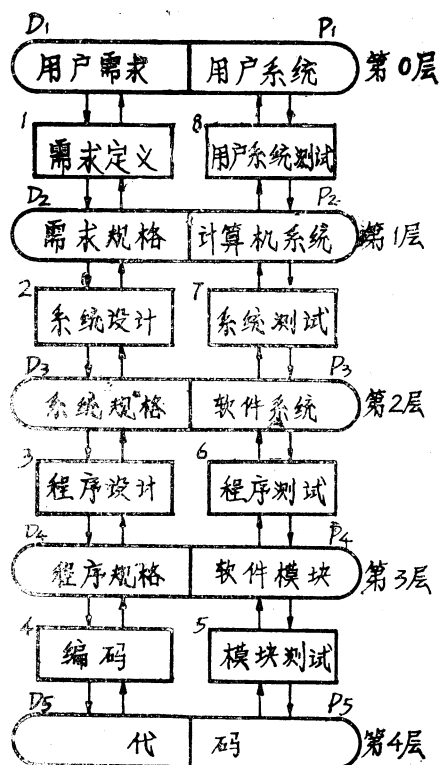 D1 P1
用户需求 用户系统 第0层
1 8
需求定义 用户系统测试
D2 P2
需求规格 计算机系统 第1层
2 7
系统设计 系统测试
D3 P3
系统规格 软件系统 第2层
3 6
程序设计 程序测试
D4 P4
程序规格 软件模块 第3层
4 5
编码 模块测试
D5 P5
代 码 第4层